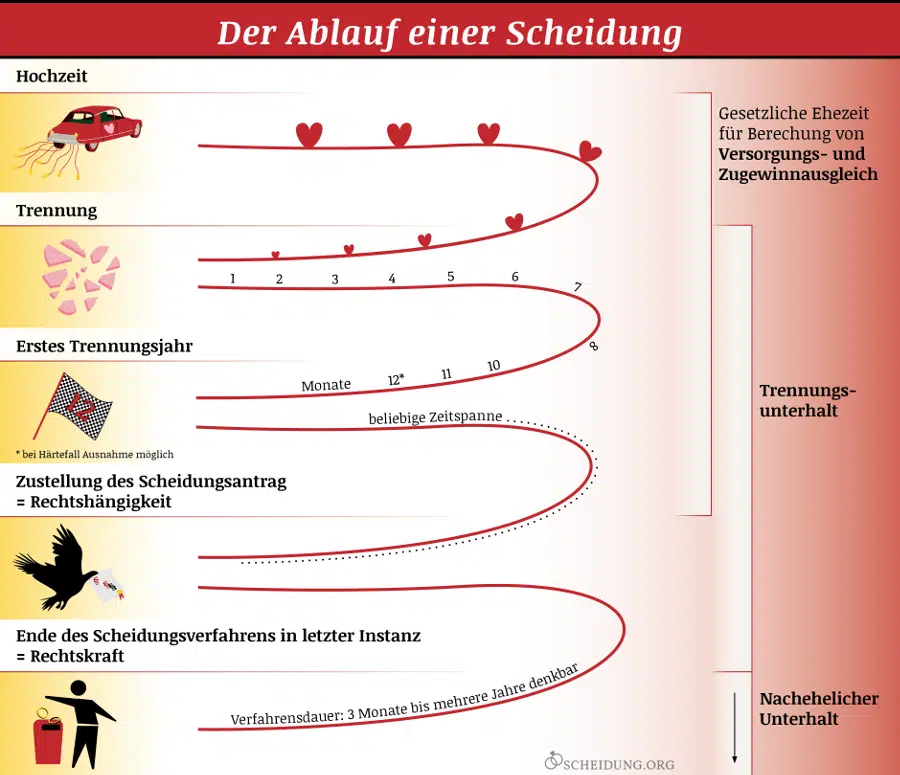 Der Ablauf einer Scheidung
Hochzeit
Gesetzliche Ehezeit
für Berechung von
Versorgungs- und
Zugewinnausgleich
Trennung
1 2 3 4 5 6 7
8
Erstes Trennungsjahr
Monate 12* 11 10
12
beliebige Zeitspanne
Trennungs-
unterhalt
* bei Härtefall Ausnahme möglich
Zustellung des Scheidungsantrag
= Rechtshängigkeit
Ende des Scheidungsverfahrens in letzter Instanz
= Rechtskraft
Verfahrensdauer: 3 Monate bis mehrere Jahre denkbar
Nachehelicher
Unterhalt
SCHEIDUNG.ORG